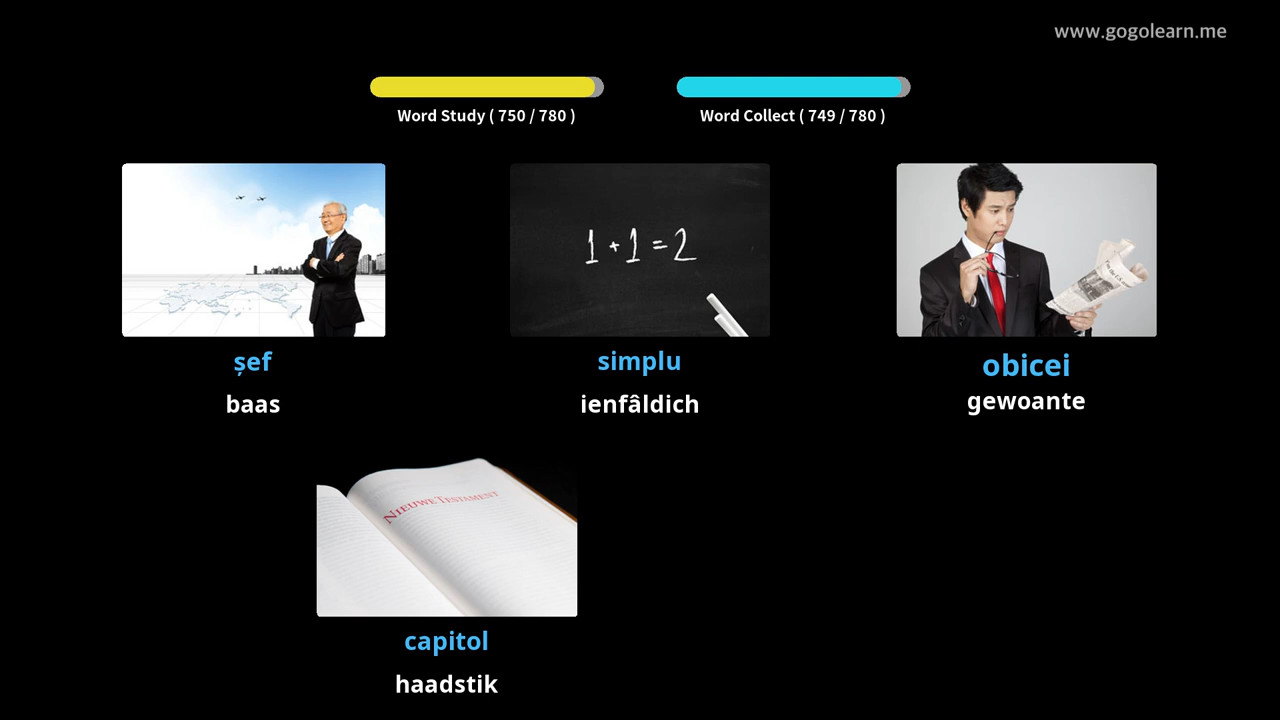 www.gogolearn.me
Word Study ( 750 / 780 )
Word Collect ( 749 / 780 )
1+1=2
șef
simplu
obicei
baas
ienfâldich
gewoante
NIEUWE TESTAMENT
capitol
haadstik